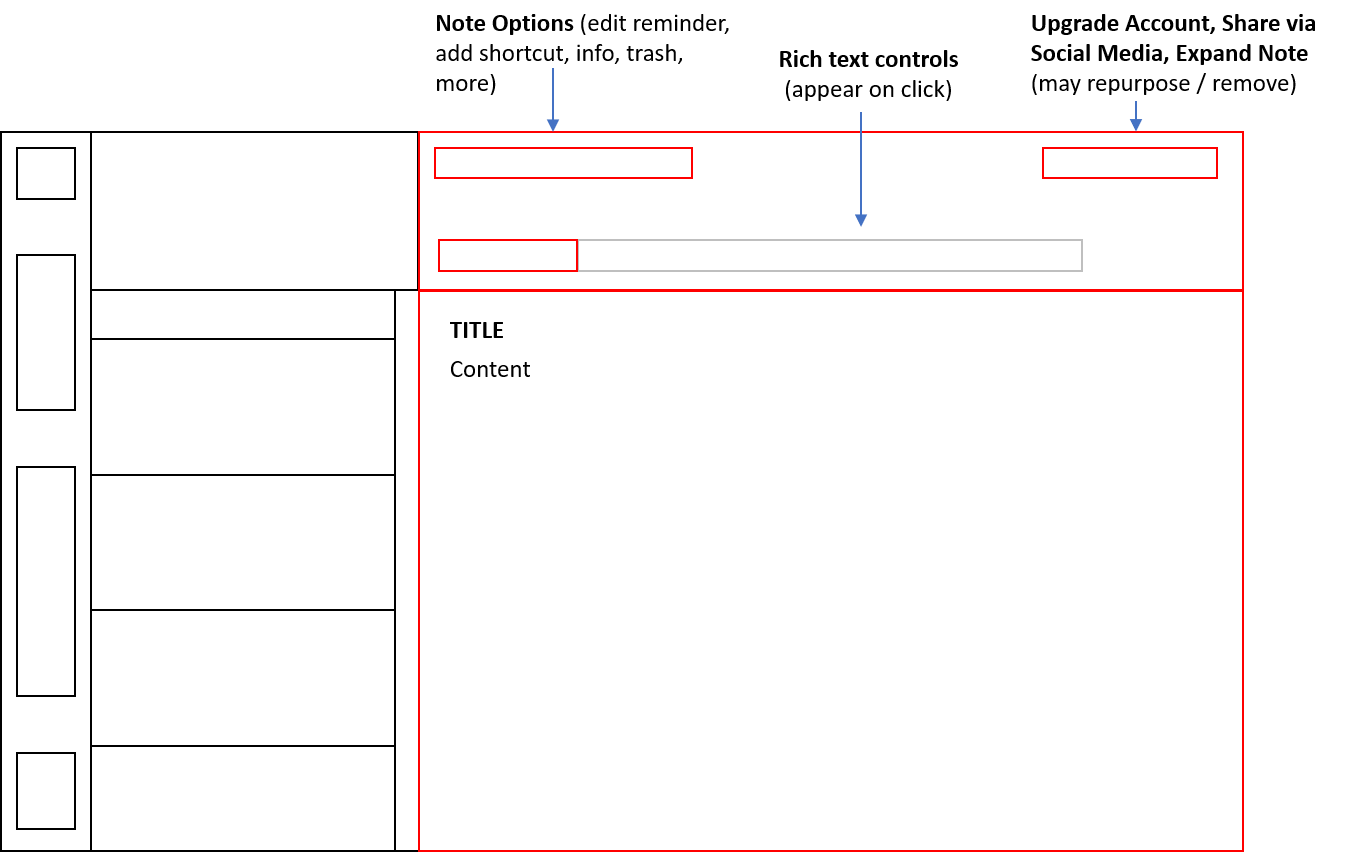 Note Options (edit reminder,
add shortcut, info, trash,
more)
Rich text controls
(appear on click)
Upgrade Account, Share via
Social Media, Expand Note
(may repurpose / remove)
TITLE
Content